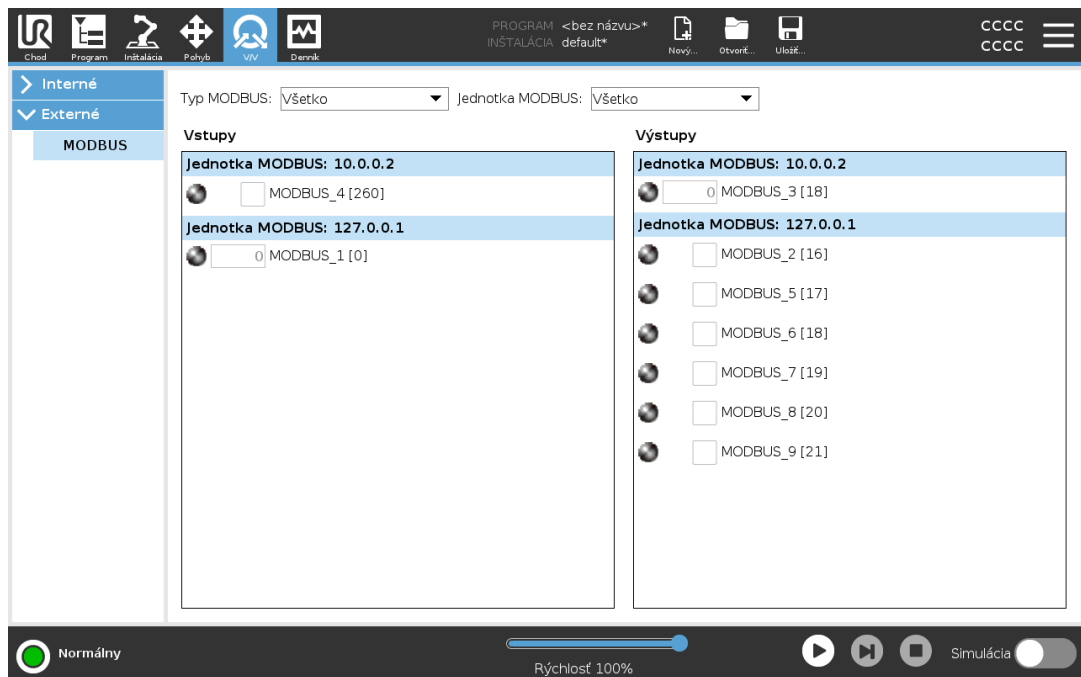 PROGRAM <bez názvu>*
INŠTALÁCIA default*
Chod Program Inštalácia Pohyb V/V Denník
Nový... Otvoriť... Uložiť...
CCCC
CCCC
Interné
Externé
MODBUS
Typ MODBUS: Všetko Jednotka MODBUS: Všetko
Vstupy
Jednotka MODBUS: 10.0.0.2
MODBUS_4 [260]
Jednotka MODBUS: 127.0.0.1
0 MODBUS_1 [0]
Výstupy
Jednotka MODBUS: 10.0.0.2
0 MODBUS_3 [18]
Jednotka MODBUS: 127.0.0.1
MODBUS_2 [16]
MODBUS_5 [17]
MODBUS_6 [18]
MODBUS_7 [19]
MODBUS_8 [20]
MODBUS_9 [21]
Normálny
Rýchlosť 100%
Simulácia